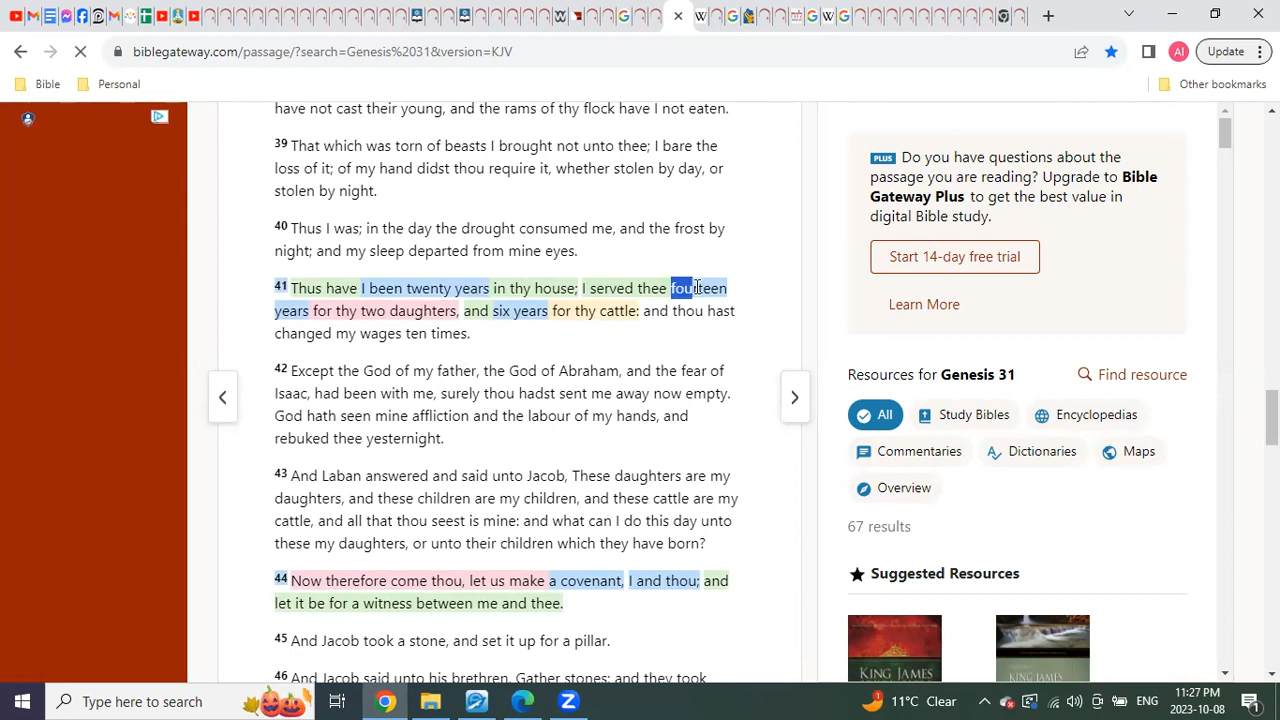 Update
biblegateway.com/passage/?search=Genesis%2031&version=KJV
AI
Bible
Personal
Other bookmarks
have not cast their young, and the rams of thy flock have I not eaten.
39 That which was torn of beasts I brought not unto thee; I bare the
loss of it; of my hand didst thou require it, whether stolen by day, or
stolen by night.
40 Thus I was; in the day the drought consumed me, and the frost by
night; and my sleep departed from mine eyes.
41 Thus have I been twenty years in thy house; I served thee fourteen
years for thy two daughters, and six years for thy cattle: and thou hast
changed my wages ten times.
42 Except the God of my father, the God of Abraham, and the fear of
Isaac, had been with me, surely thou hadst sent me away now empty.
God hath seen mine affliction and the labour of my hands, and
rebuked thee yesternight.
43 And Laban answered and said unto Jacob, These daughters are my
daughters, and these children are my children, and these cattle are my
cattle, and all that thou seest is mine: and what can I do this day unto
these my daughters, or unto their children which they have born?
44 Now therefore come thou, let us make a covenant, I and thou; and
let it be for a witness between me and thee.
45 And Jacob took a stone, and set it up for a pillar.
46 And Jacob said unto his brethren, Gather stones; and they took
PLUS Do you have questions about the
passage you are reading? Upgrade to Bible
Gateway Plus to get the best value in
digital Bible study.
Start 14-day free trial
Learn More
Resources for Genesis 31
Find resource
All
Study Bibles
Encyclopedias
Commentaries
Dictionaries
Maps
Overview
67 results
Suggested Resources
KING JAMES
Type here to search
11°C Clear
ENG
11:27 PM
2023-10-08